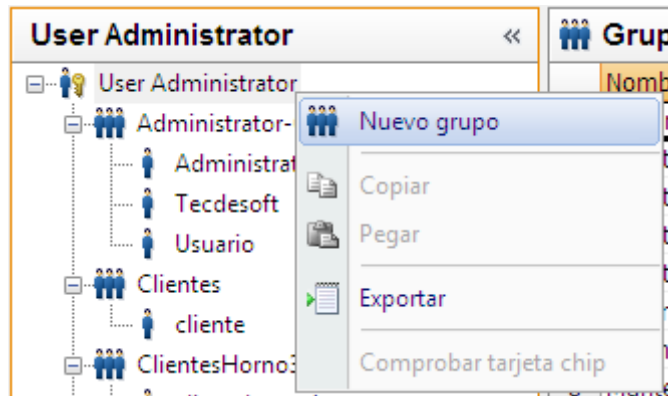 User Administrator «
Grup
User Administrator
Nomb
Administrator-
Nuevo grupo
Administrat
Copiar
Tecdesoft
Pegar
Usuario
Clientes
Exportar
cliente
ClientesHorno3
Comprobar tarjeta chip